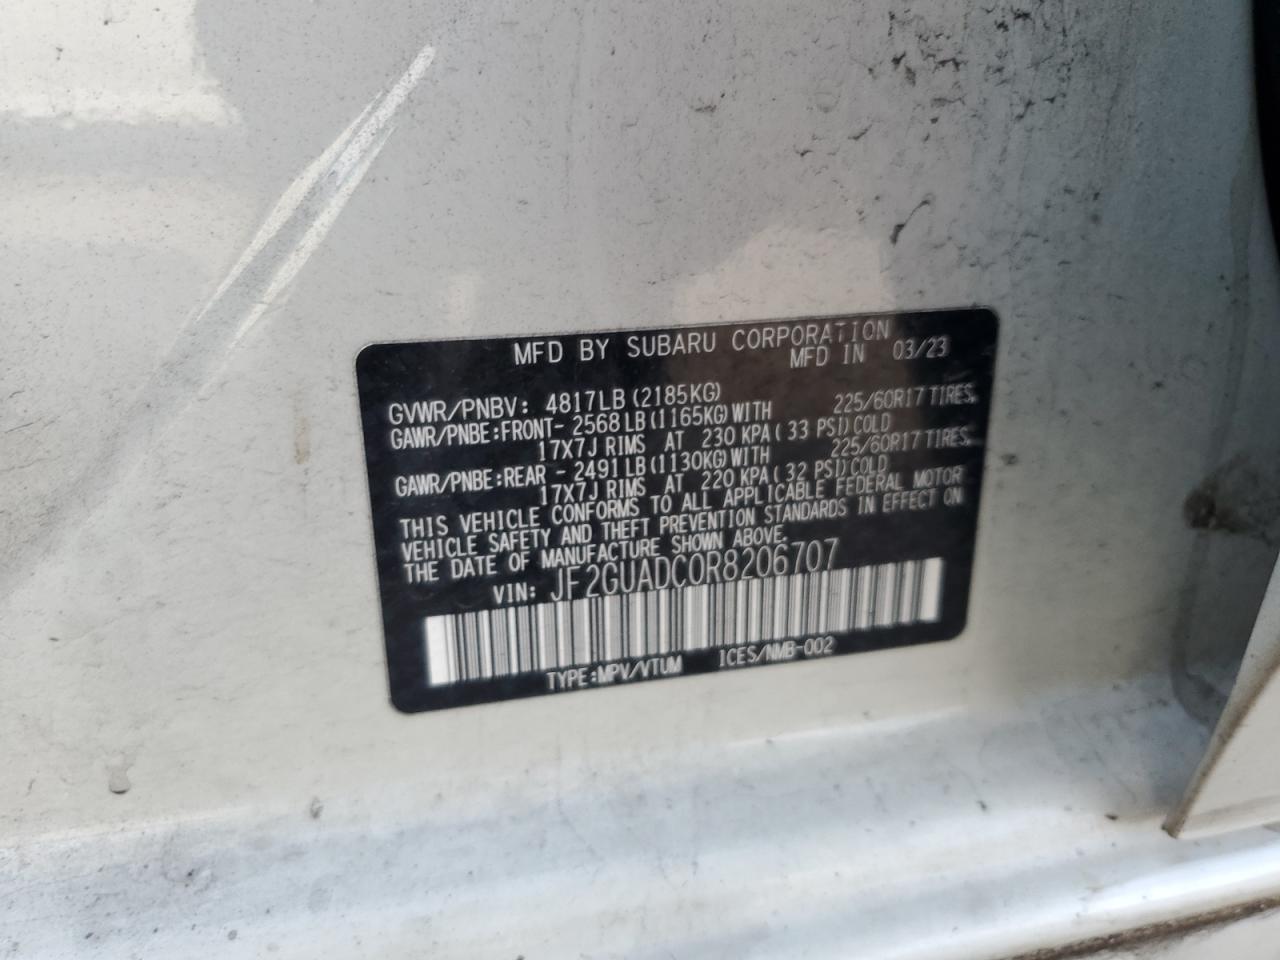 MFD BY SUBARU CORPORATION
MFD IN 03/23
GVWR/PNBV: 4817LB (2185KG)
GAWR/PNBE:FRONT- 2568LB (1165KG) WITH 225/60R17 TIRES,
17X7J RIMS AT 230 KPA ( 33 PSI) COLD
GAWR/PNBE:REAR - 2491LB (1130KG) WITH 225/60R17 TIRES,
17X7J RIMS AT 220 KPA ( 32 PSI) COLD
THIS VEHICLE CONFORMS TO ALL APPLICABLE FEDERAL MOTOR
VEHICLE SAFETY AND THEFT PREVENTION STANDARDS IN EFFECT ON
THE DATE OF MANUFACTURE SHOWN ABOVE.
VIN: JF2GUADC0R8206707
TYPE:MPV/VTUM ICES/NMB-002